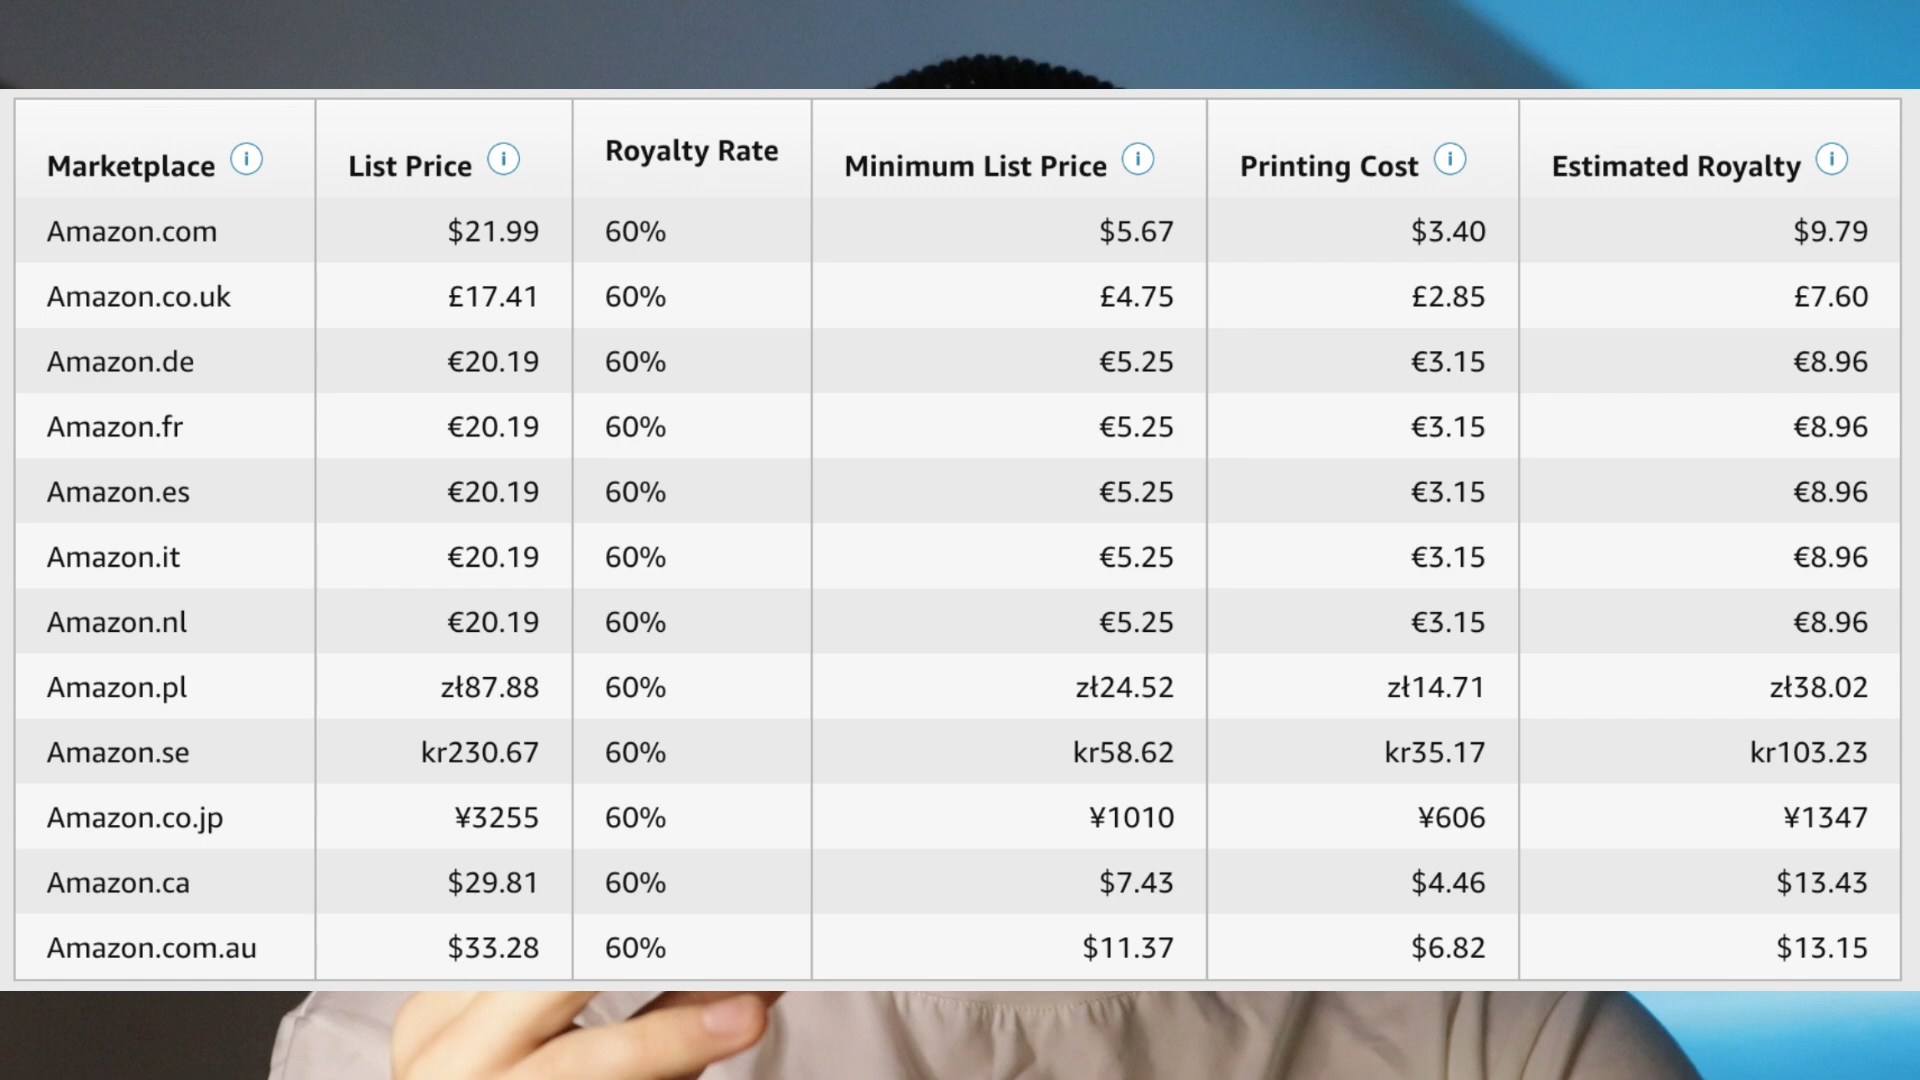 Marketplace i List Price i Royalty Rate Minimum List Price i Printing Cost i Estimated Royalty i
Amazon.com $21.99 60% $5.67 $3.40 $9.79
Amazon.co.uk £17.41 60% £4.75 £2.85 £7.60
Amazon.de €20.19 60% €5.25 €3.15 €8.96
Amazon.fr €20.19 60% €5.25 €3.15 €8.96
Amazon.es €20.19 60% €5.25 €3.15 €8.96
Amazon.it €20.19 60% €5.25 €3.15 €8.96
Amazon.nl €20.19 60% €5.25 €3.15 €8.96
Amazon.pl zł87.88 60% zł24.52 zł14.71 zł38.02
Amazon.se kr230.67 60% kr58.62 kr35.17 kr103.23
Amazon.co.jp ¥3255 60% ¥1010 ¥606 ¥1347
Amazon.ca $29.81 60% $7.43 $4.46 $13.43
Amazon.com.au $33.28 60% $11.37 $6.82 $13.15